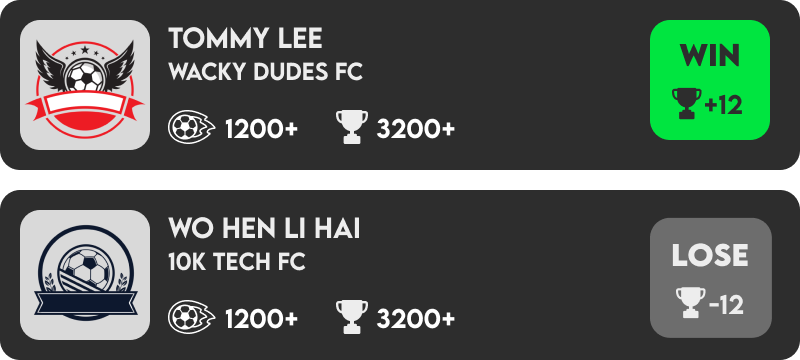 TOMMY LEE
WACKY DUDES FC
1200+ 3200+
WIN
+12
WO HEN LI HAI
10K TECH FC
1200+ 3200+
LOSE
-12